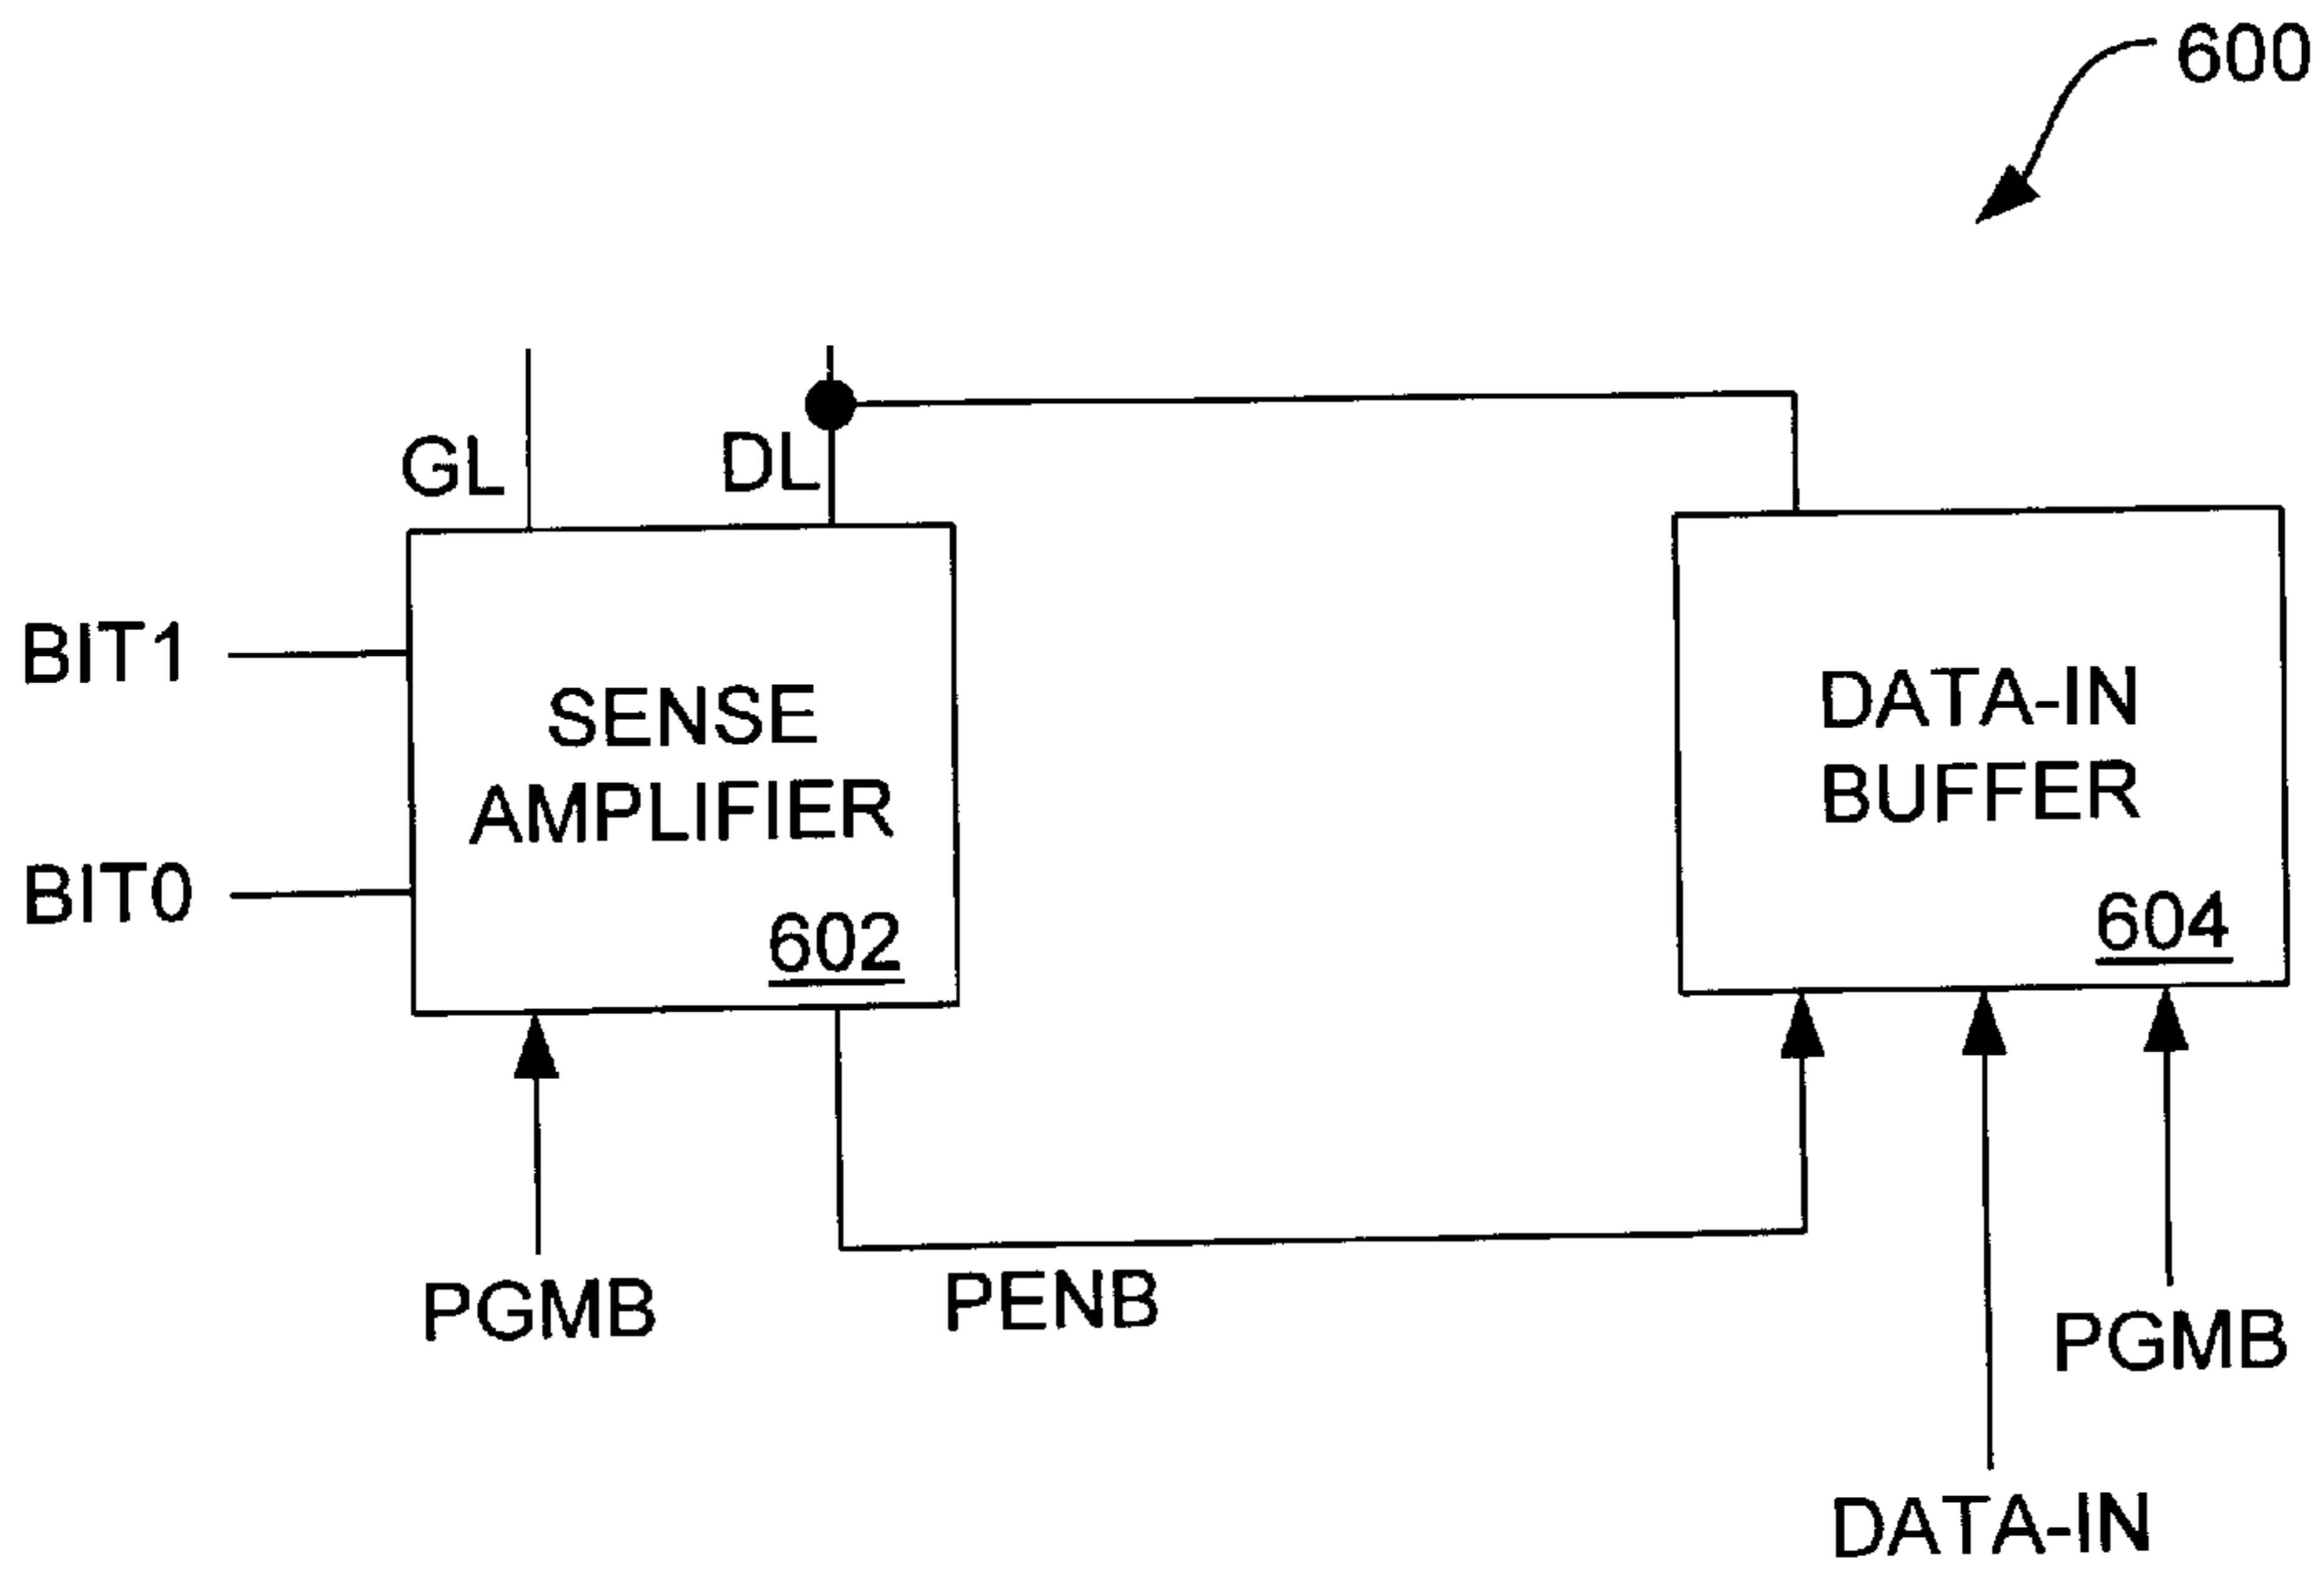 600
GL
DL
BIT1
SENSE
AMPLIFIER
602
DATA-IN
BUFFER
604
BIT0
PGMB
PENB
PGMB
DATA-IN